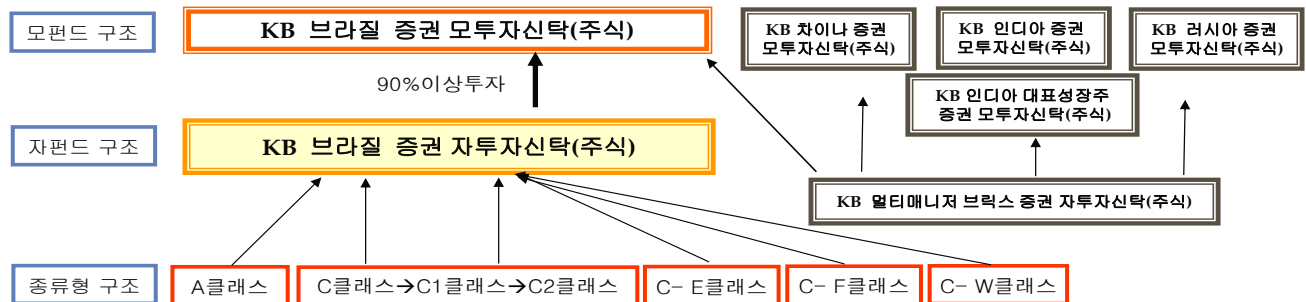 모펀드 구조
KB 브라질 증권 모투자신탁(주식)
KB 차이나 증권
모투자신탁(주식)
KB 인디아 증권
모투자신탁(주식)
KB 러시아 증권
모투자신탁(주식)
90%이상투자
KB 인디아 대표성장주
증권 모투자신탁(주식)
자펀드 구조
KB 브라질 증권 자투자신탁(주식)
KB 멀티매니저 브릭스 증권 자투자신탁(주식)
종류형 구조
A클래스
C클래스→C1클래스→C2클래스
C- E클래스
C- F클래스
C- W클래스